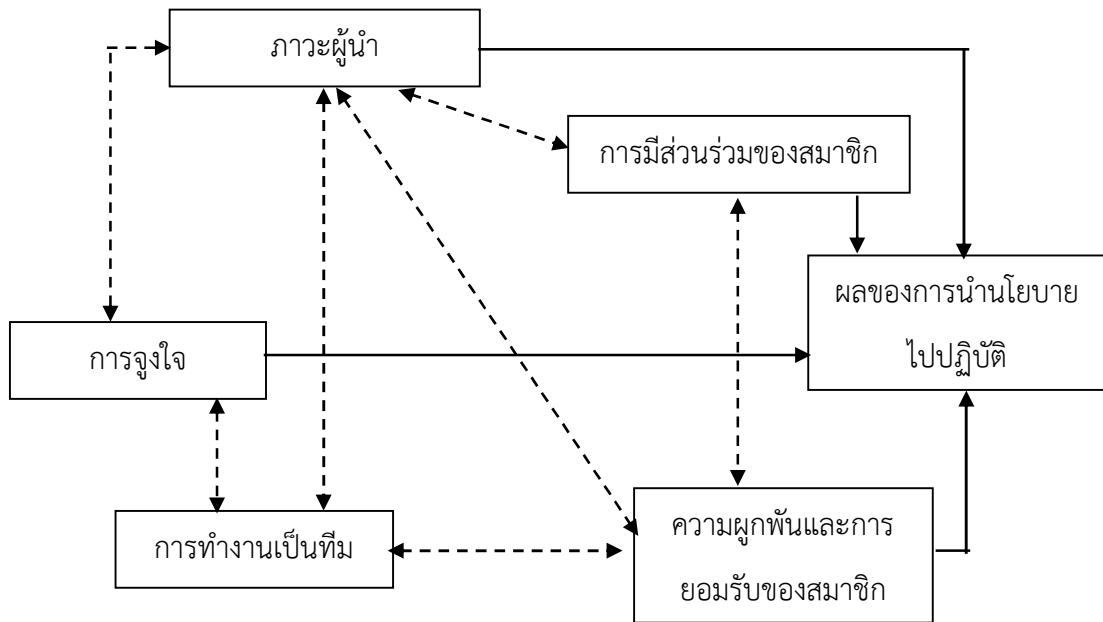 ภาวะผู้นำ
การมีส่วนร่วมของสมาชิก
ผลของการนำนโยบาย
ไปปฏิบัติ
การจูงใจ
การทำงานเป็นทีม
ความผูกพันและการ
ยอมรับของสมาชิก